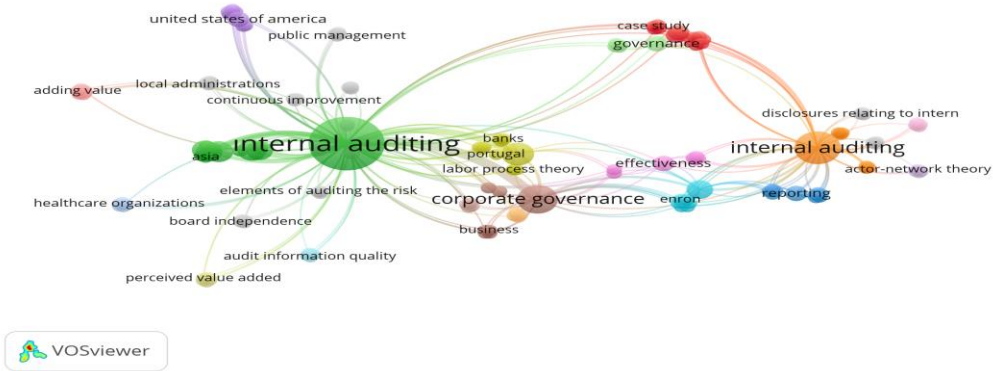 united states of america
public management
case study
governance
adding value
local administrations
continuous improvement
disclosures relating to intern
internal auditing
asia
banks
portugal
labor process theory
effectiveness
internal auditing
actor-network theory
healthcare organizations
elements of auditing the risk
board independence
corporate governance
enron
reporting
business
audit information quality
perceived value added
VOSviewer